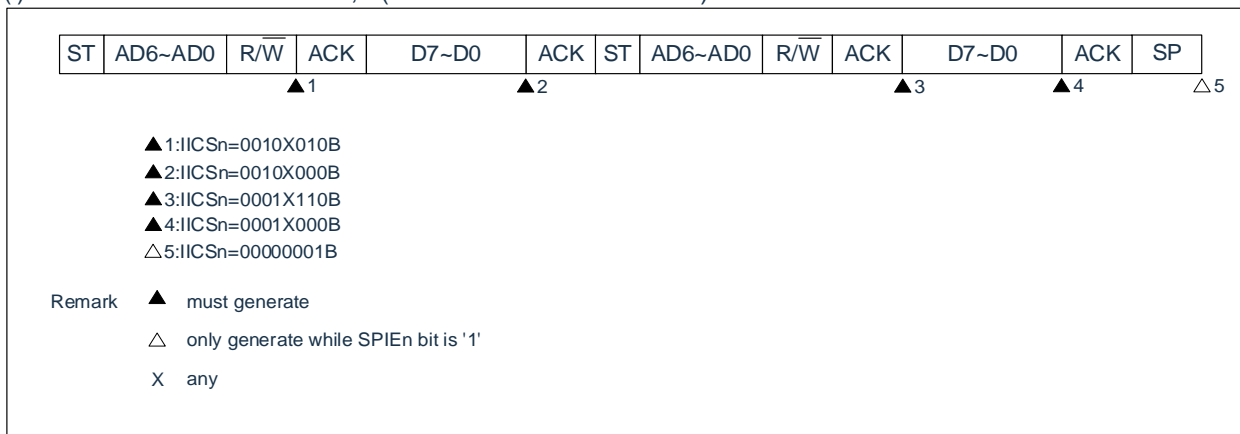 ST AD6~AD0 R/W ACK D7~D0 ACK ST AD6~AD0 R/W ACK D7~D0 ACK SP
▲1 ▲2 ▲3 ▲4 △5
▲1:IICSn=0010X010B
▲2:IICSn=0010X000B
▲3:IICSn=0001X110B
▲4:IICSn=0001X000B
△5:IICSn=00000001B
Remark ▲ must generate
△ only generate while SPIEn bit is '1'
X any